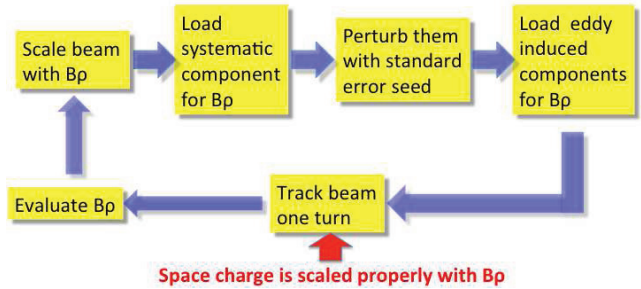 Scale beam
with Bρ
Load
systematic
component
for Bρ
Perturb them
with standard
error seed
Load eddy
induced
components
for Bρ
Evaluate Bρ
Track beam
one turn
Space charge is scaled properly with Bρ